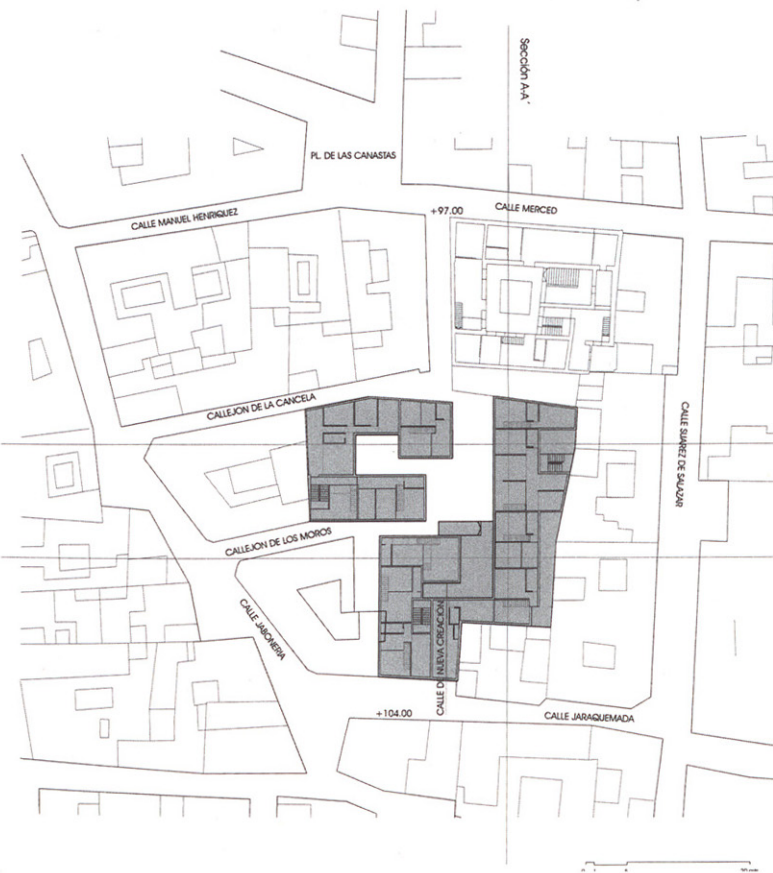 Sección A-A'
PL. DE LAS CANASTAS
CALLE MANUEL HENRIQUEZ
+97.00
CALLE MERCED
CALLEJON DE LA CANCELA
CALLE SUAREZ DE SALAZAR
CALLEJON DE LOS MOROS
CALLE JABONERIA
CALLE DE NUEVA CREACIÓN
+104.00
CALLE JARAQUEMADA